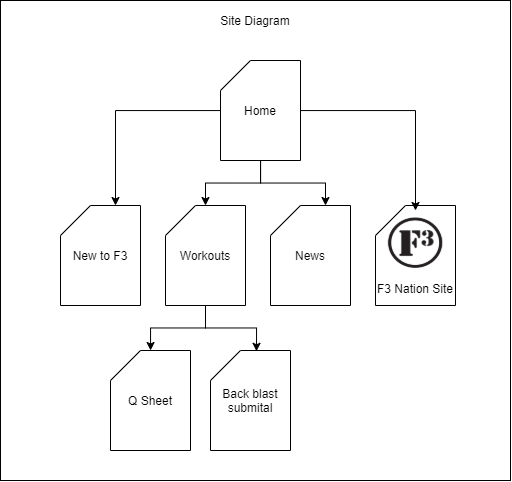 Site Diagram
Home
New to F3
Workouts
News
F3
F3 Nation Site
Q Sheet
Back blast
submital